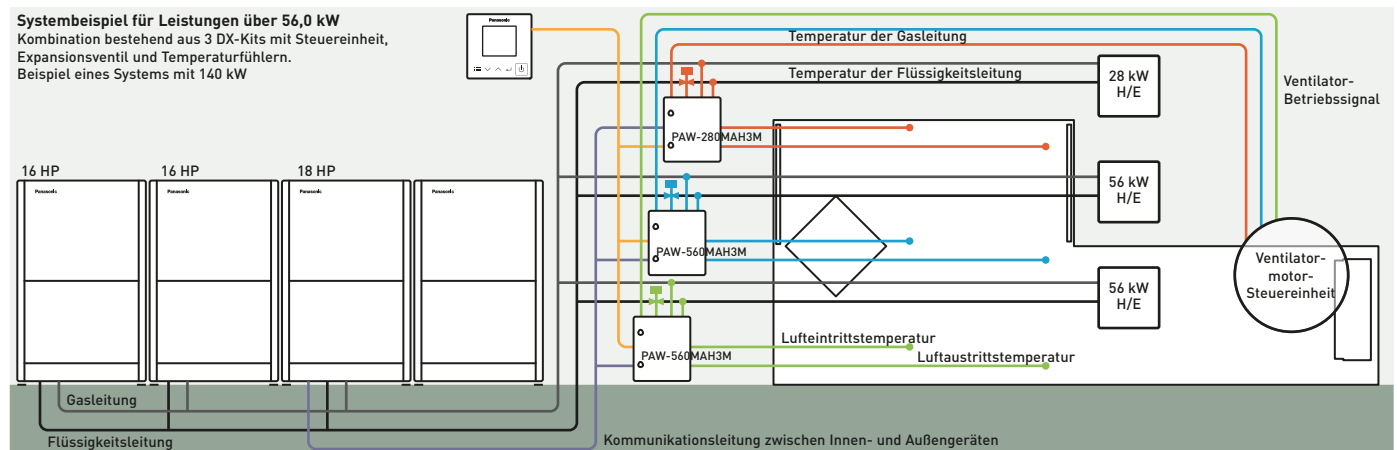 Systembeispiel für Leistungen über 56,0 kW
Kombination bestehend aus 3 DX-Kits mit Steuereinheit,
Expansionsventil und Temperaturfühlern.
Beispiel eines Systems mit 140 kW
Panasonic
Temperatur der Gasleitung
Temperatur der Flüssigkeitsleitung
28 kW
H/E
Ventilator-
Betriebssignal
PAW-280MAH3M
16 HP
16 HP
18 HP
Panasonic
Panasonic
Panasonic
Panasonic
56 kW
H/E
PAW-560MAH3M
Ventilator-
motor-
Steuereinheit
56 kW
H/E
PAW-560MAH3M
Lufteintrittstemperatur
Luftaustrittstemperatur
Gasleitung
Flüssigkeitsleitung
Kommunikationsleitung zwischen Innen- und Außengeräten